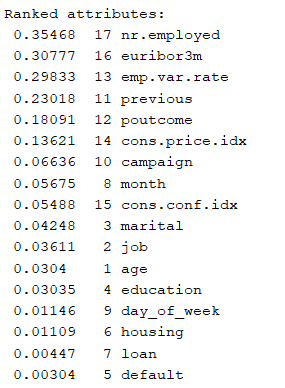 Ranked attributes:
0.35468 17 nr.employed
0.30777 16 euribor3m
0.29833 13 emp.var.rate
0.23018 11 previous
0.18091 12 poutcome
0.13621 14 cons.price.idx
0.06636 10 campaign
0.05675 8 month
0.05488 15 cons.conf.idx
0.04248 3 marital
0.03611 2 job
0.0304 1 age
0.03035 4 education
0.01146 9 day_of_week
0.01109 6 housing
0.00447 7 loan
0.00304 5 default